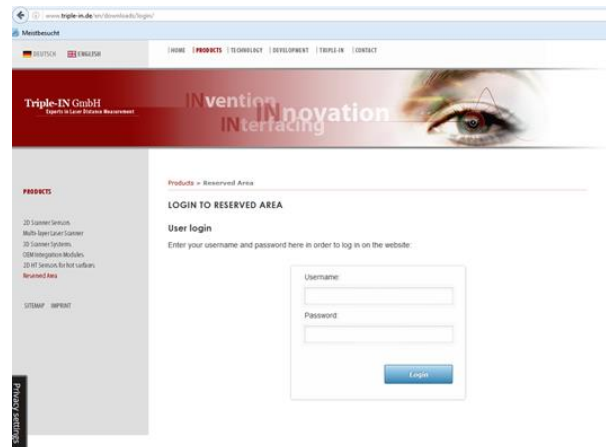 www.triple-in.de/en/downloads/login/
Meistbesucht
DEUTSCH ENGLISH
| HOME | PRODUCTS | TECHNOLOGY | DEVELOPMENT | TRIPLE-IN | CONTACT
Triple-IN GmbH
Experts in Laser Distance Measurement
INvention
INnovation
INterfacing
PRODUCTS
2D Scanner Sensors
Multi-layer Laser Scanner
3D Scanner Systems
OEM Integration Modules
2D HT Sensors for hot surfaces
Reserved Area
SITEMAP IMPRINT
Products » Reserved Area
LOGIN TO RESERVED AREA
User login
Enter your username and password here in order to log in on the website:
Username:
Password:
Login
Privacy settings